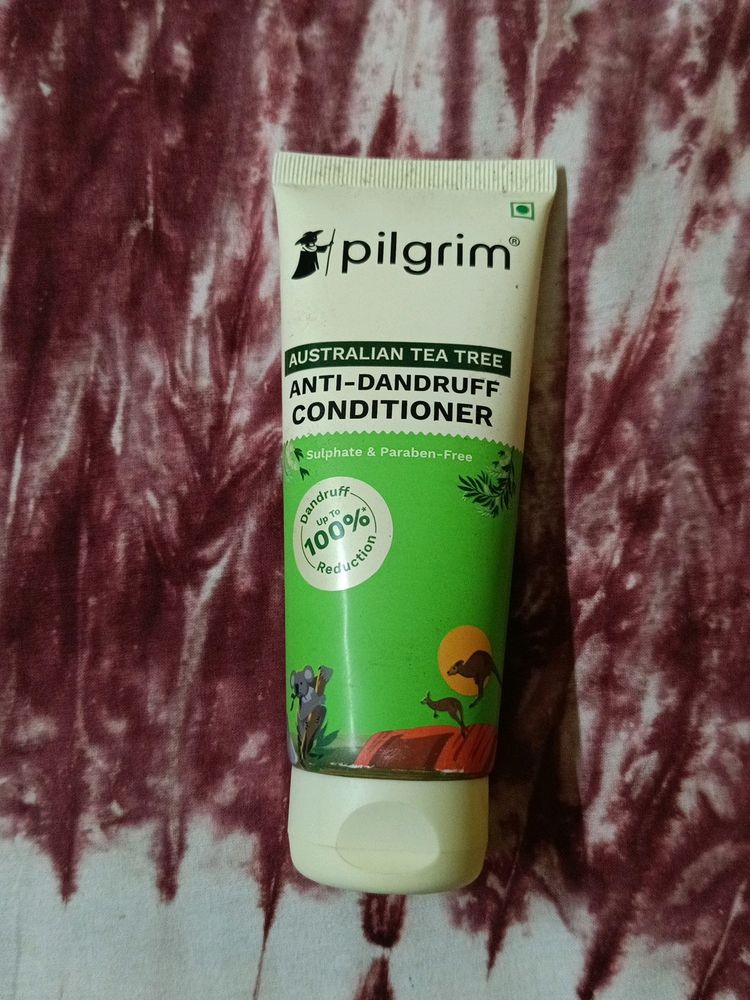 pilgrim®
AUSTRALIAN TEA TREE
ANTI-DANDRUFF
CONDITIONER
Sulphate & Paraben-Free
Dandruff
Up To
100%*
Reduction